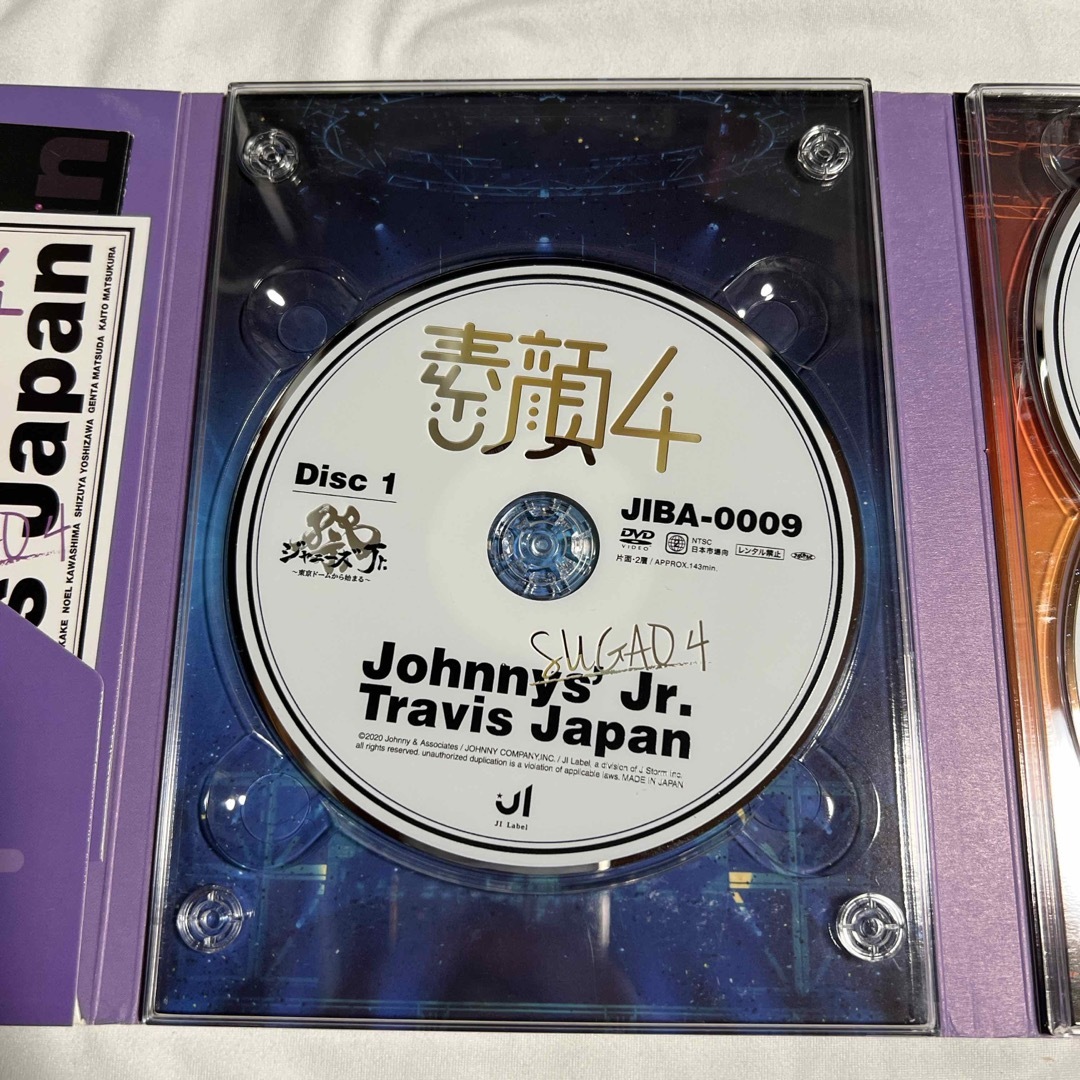 Japan
KAKE NOEL KAWASHIMA SHIZUYA YOSHIZAWA GENTA MATSUDA KAITO MATSUKURA
素顔4
Disc 1
ジャニーズJr.
～東京ドームから始まる～
JIBA-0009
DVD VIDEO
2
NTSC
日本市場向
レンタル禁止
片面・2層 / APPROX.143min.
SUGAO4
Johnnys' Jr.
Travis Japan
©2020 Johnny & Associates / JOHNNY COMPANY,INC. / JI Label, a division of J Storm Inc.
all rights reserved. unauthorized duplication is a violation of applicable laws. MADE IN JAPAN
JI
JI Label